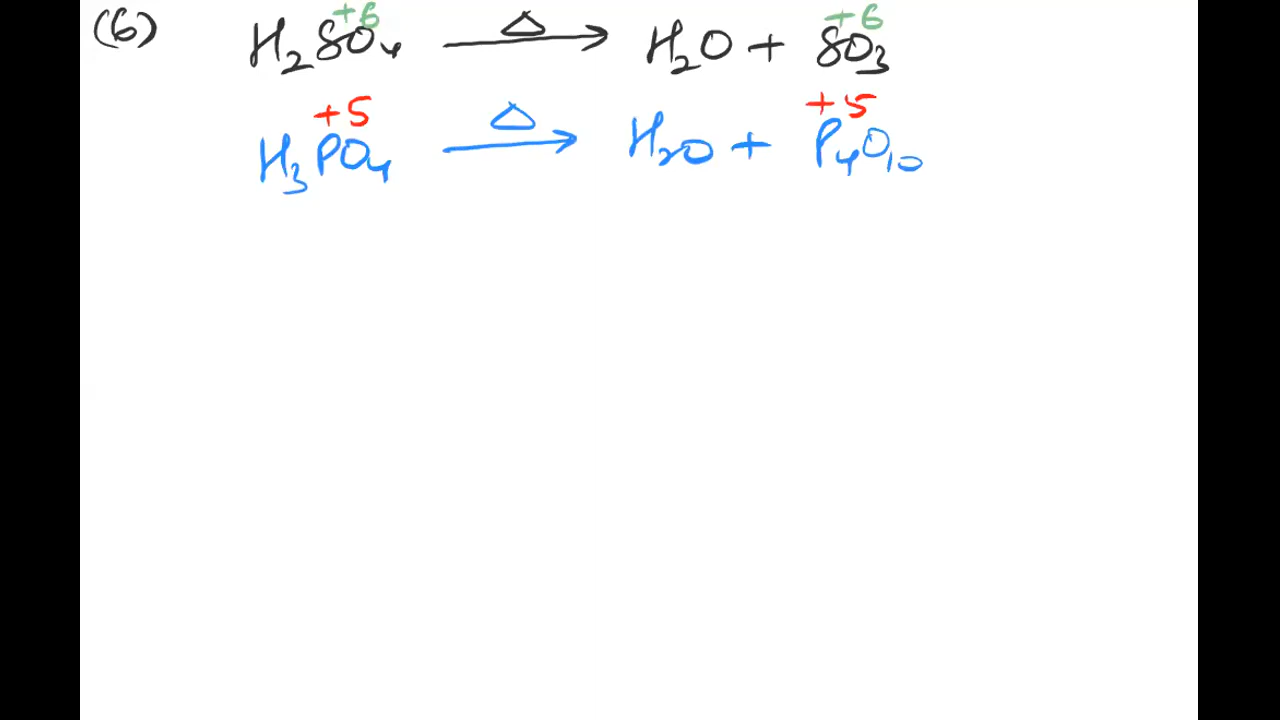 (6) H₂SO₄ —Δ→ H₂O + SO₃
+6 +6
+5 +5
H₃PO₄ —Δ→ H₂O + P₄O₁₀